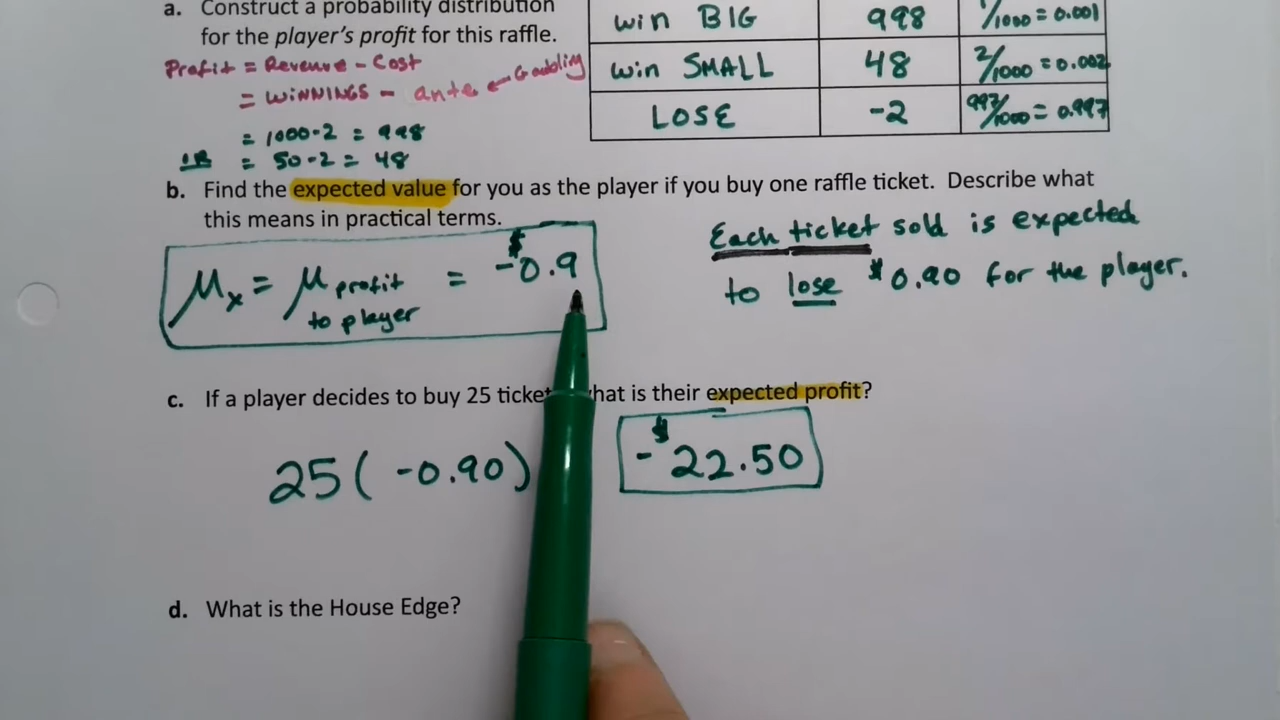 a. Construct a probability distribution
for the player's profit for this raffle.
Profit = Revenue - Cost
= WINNINGS - ante ← Gambling
= 1000-2 = 998
OR = 50-2 = 48
win BIG 998 1/1000 = 0.001
win SMALL 48 2/1000 = 0.002
LOSE -2 997/1000 = 0.997
b. Find the expected value for you as the player if you buy one raffle ticket. Describe what
this means in practical terms.
μx = μ profit to player = -$0.9
Each ticket sold is expected
to lose $0.90 for the player.
c. If a player decides to buy 25 what is their expected profit?
25(-0.90) -$22.50
d. What is the House Edge?